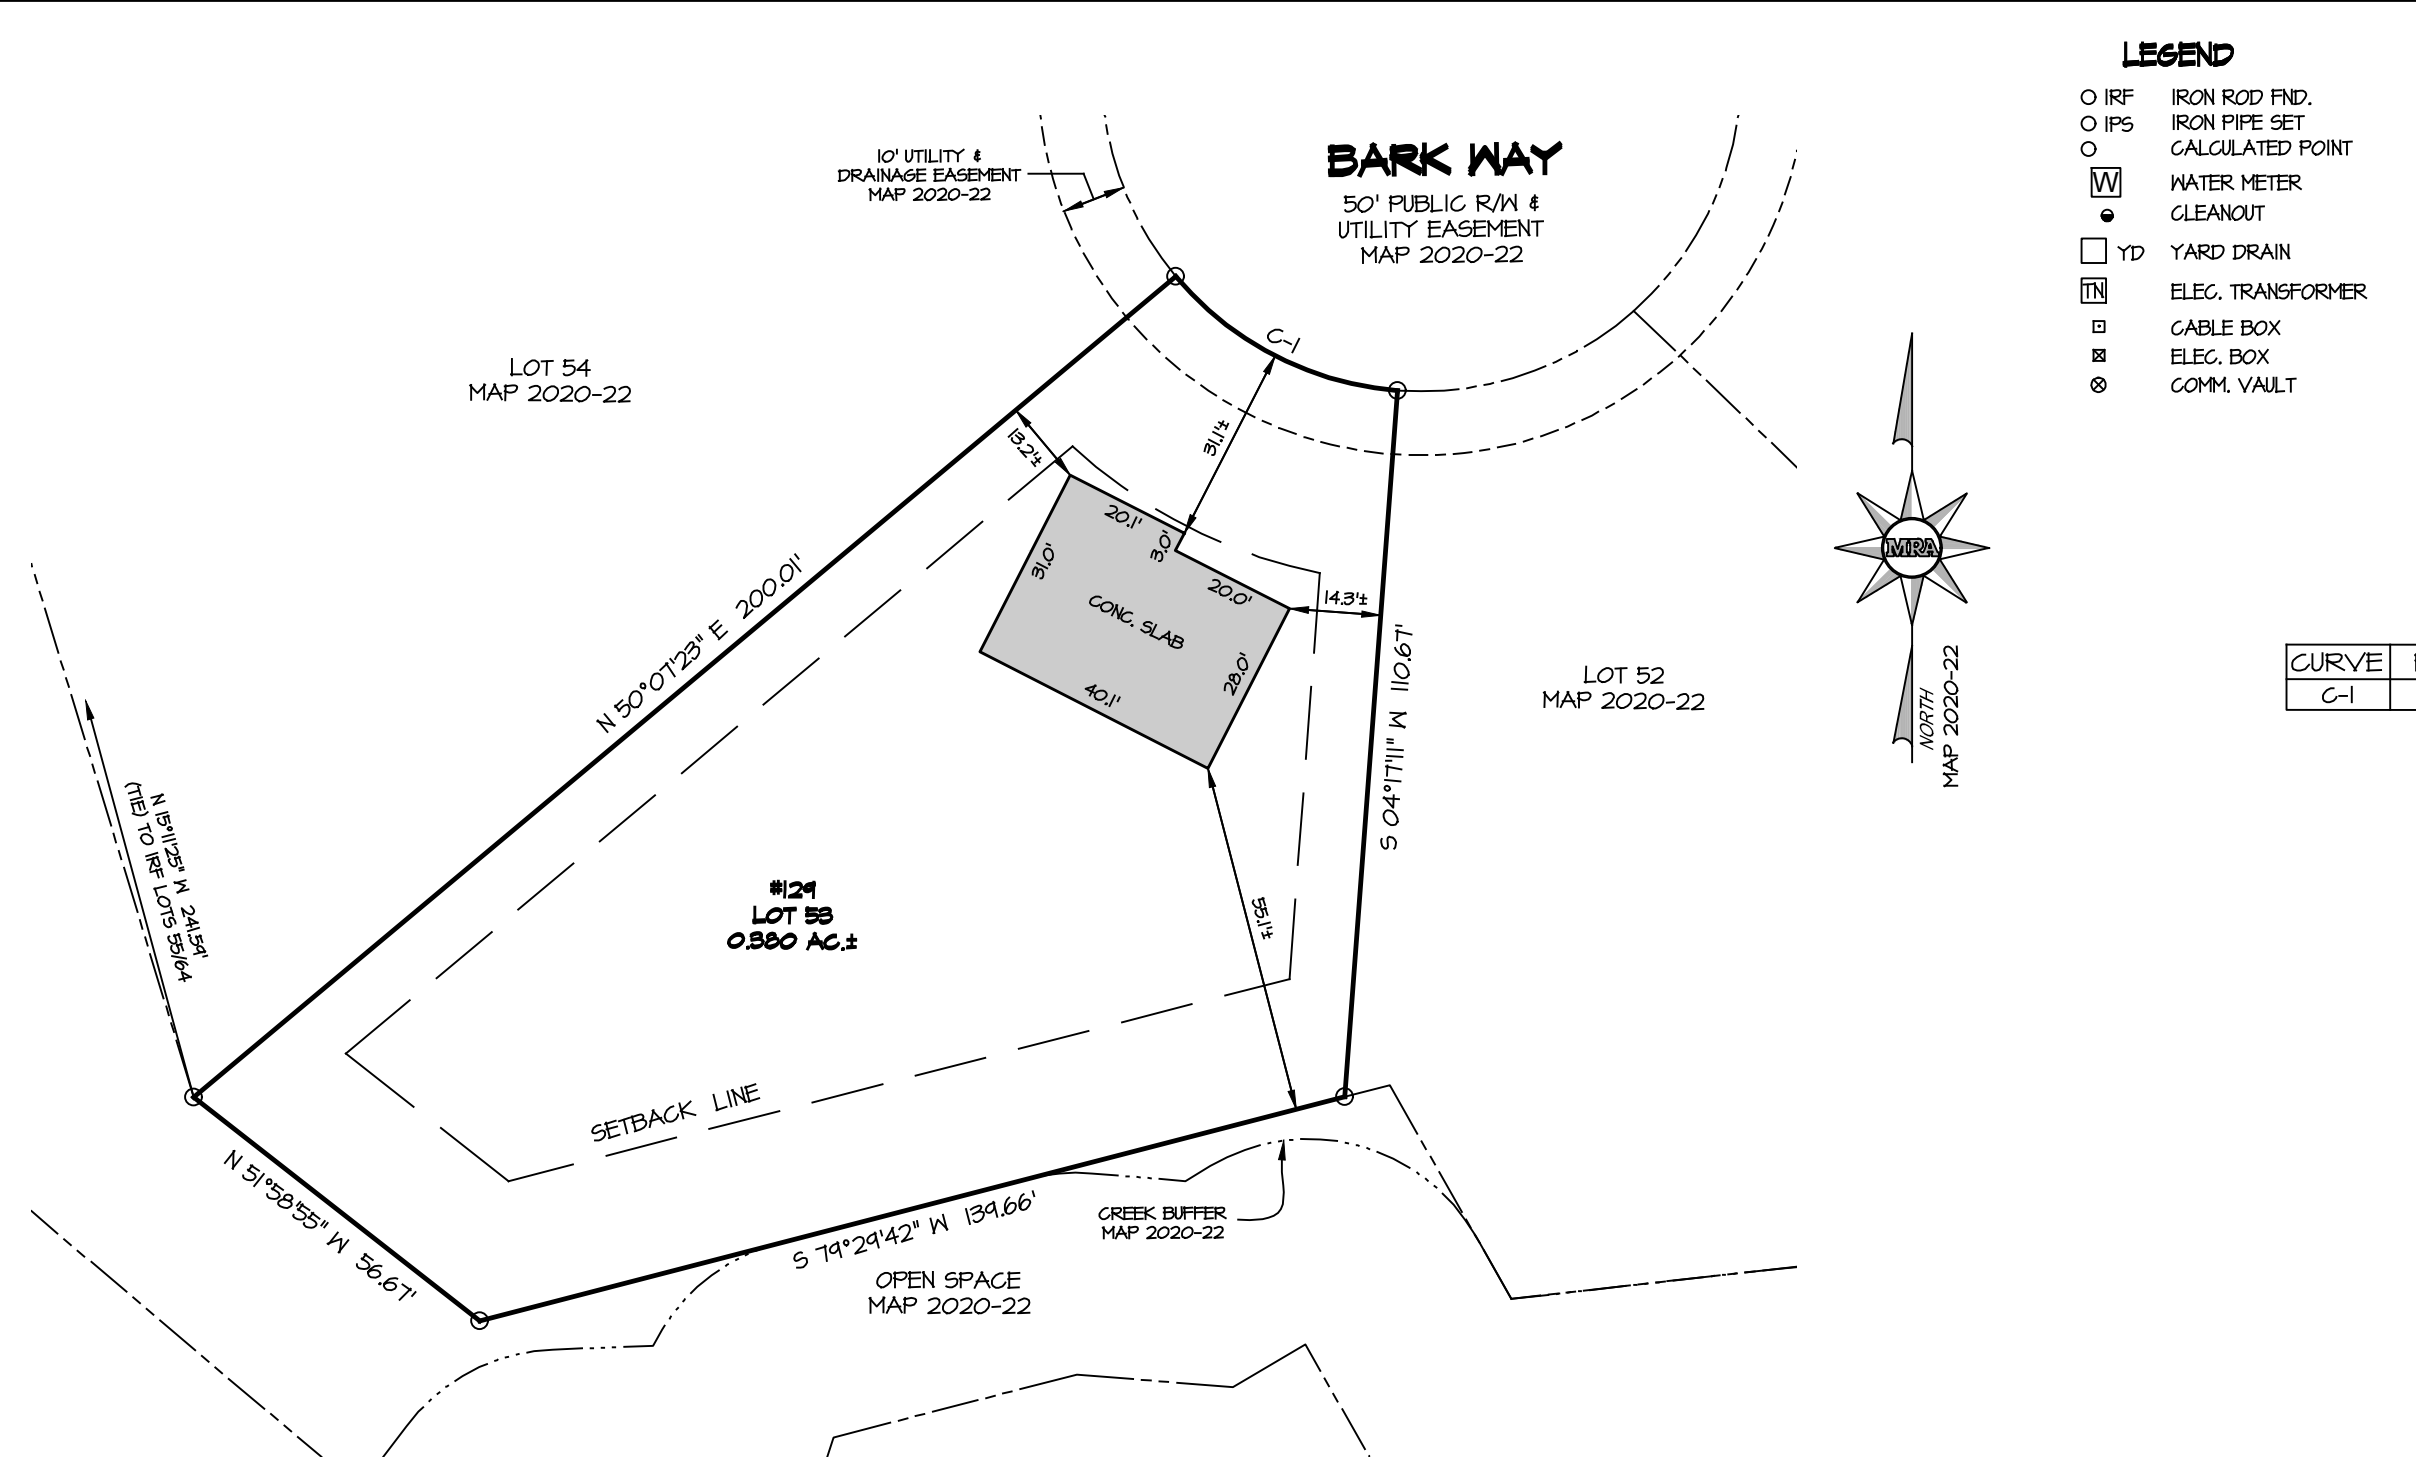 LEGEND
IRF IRON ROD FND.
IPS IRON PIPE SET
CALCULATED POINT
W WATER METER
CLEANOUT
YD YARD DRAIN
TN ELEC. TRANSFORMER
CABLE BOX
ELEC. BOX
COMM. VAULT
10' UTILITY &
DRAINAGE EASEMENT
MAP 2020-22
BARK WAY
50' PUBLIC R/W &
UTILITY EASEMENT
MAP 2020-22
C-1
LOT 54
MAP 2020-22
13.2'±
31.1'±
20.1'
3.0'
31.0'
20.0'
CONC. SLAB
14.3'±
28.0'
40.1'
N 50°07'23" E 200.01'
S 04°17'11" W 110.67'
LOT 52
MAP 2020-22
MRA
NORTH
MAP 2020-22
CURVE
C-1
N 15°11'25" W 241.59'
(TIE) TO IRF LOTS 55/64
#129
LOT 53
0.380 AC.±
55.1'±
SETBACK LINE
N 51°58'55" W 56.67'
S 79°29'42" W 139.66'
CREEK BUFFER
MAP 2020-22
OPEN SPACE
MAP 2020-22